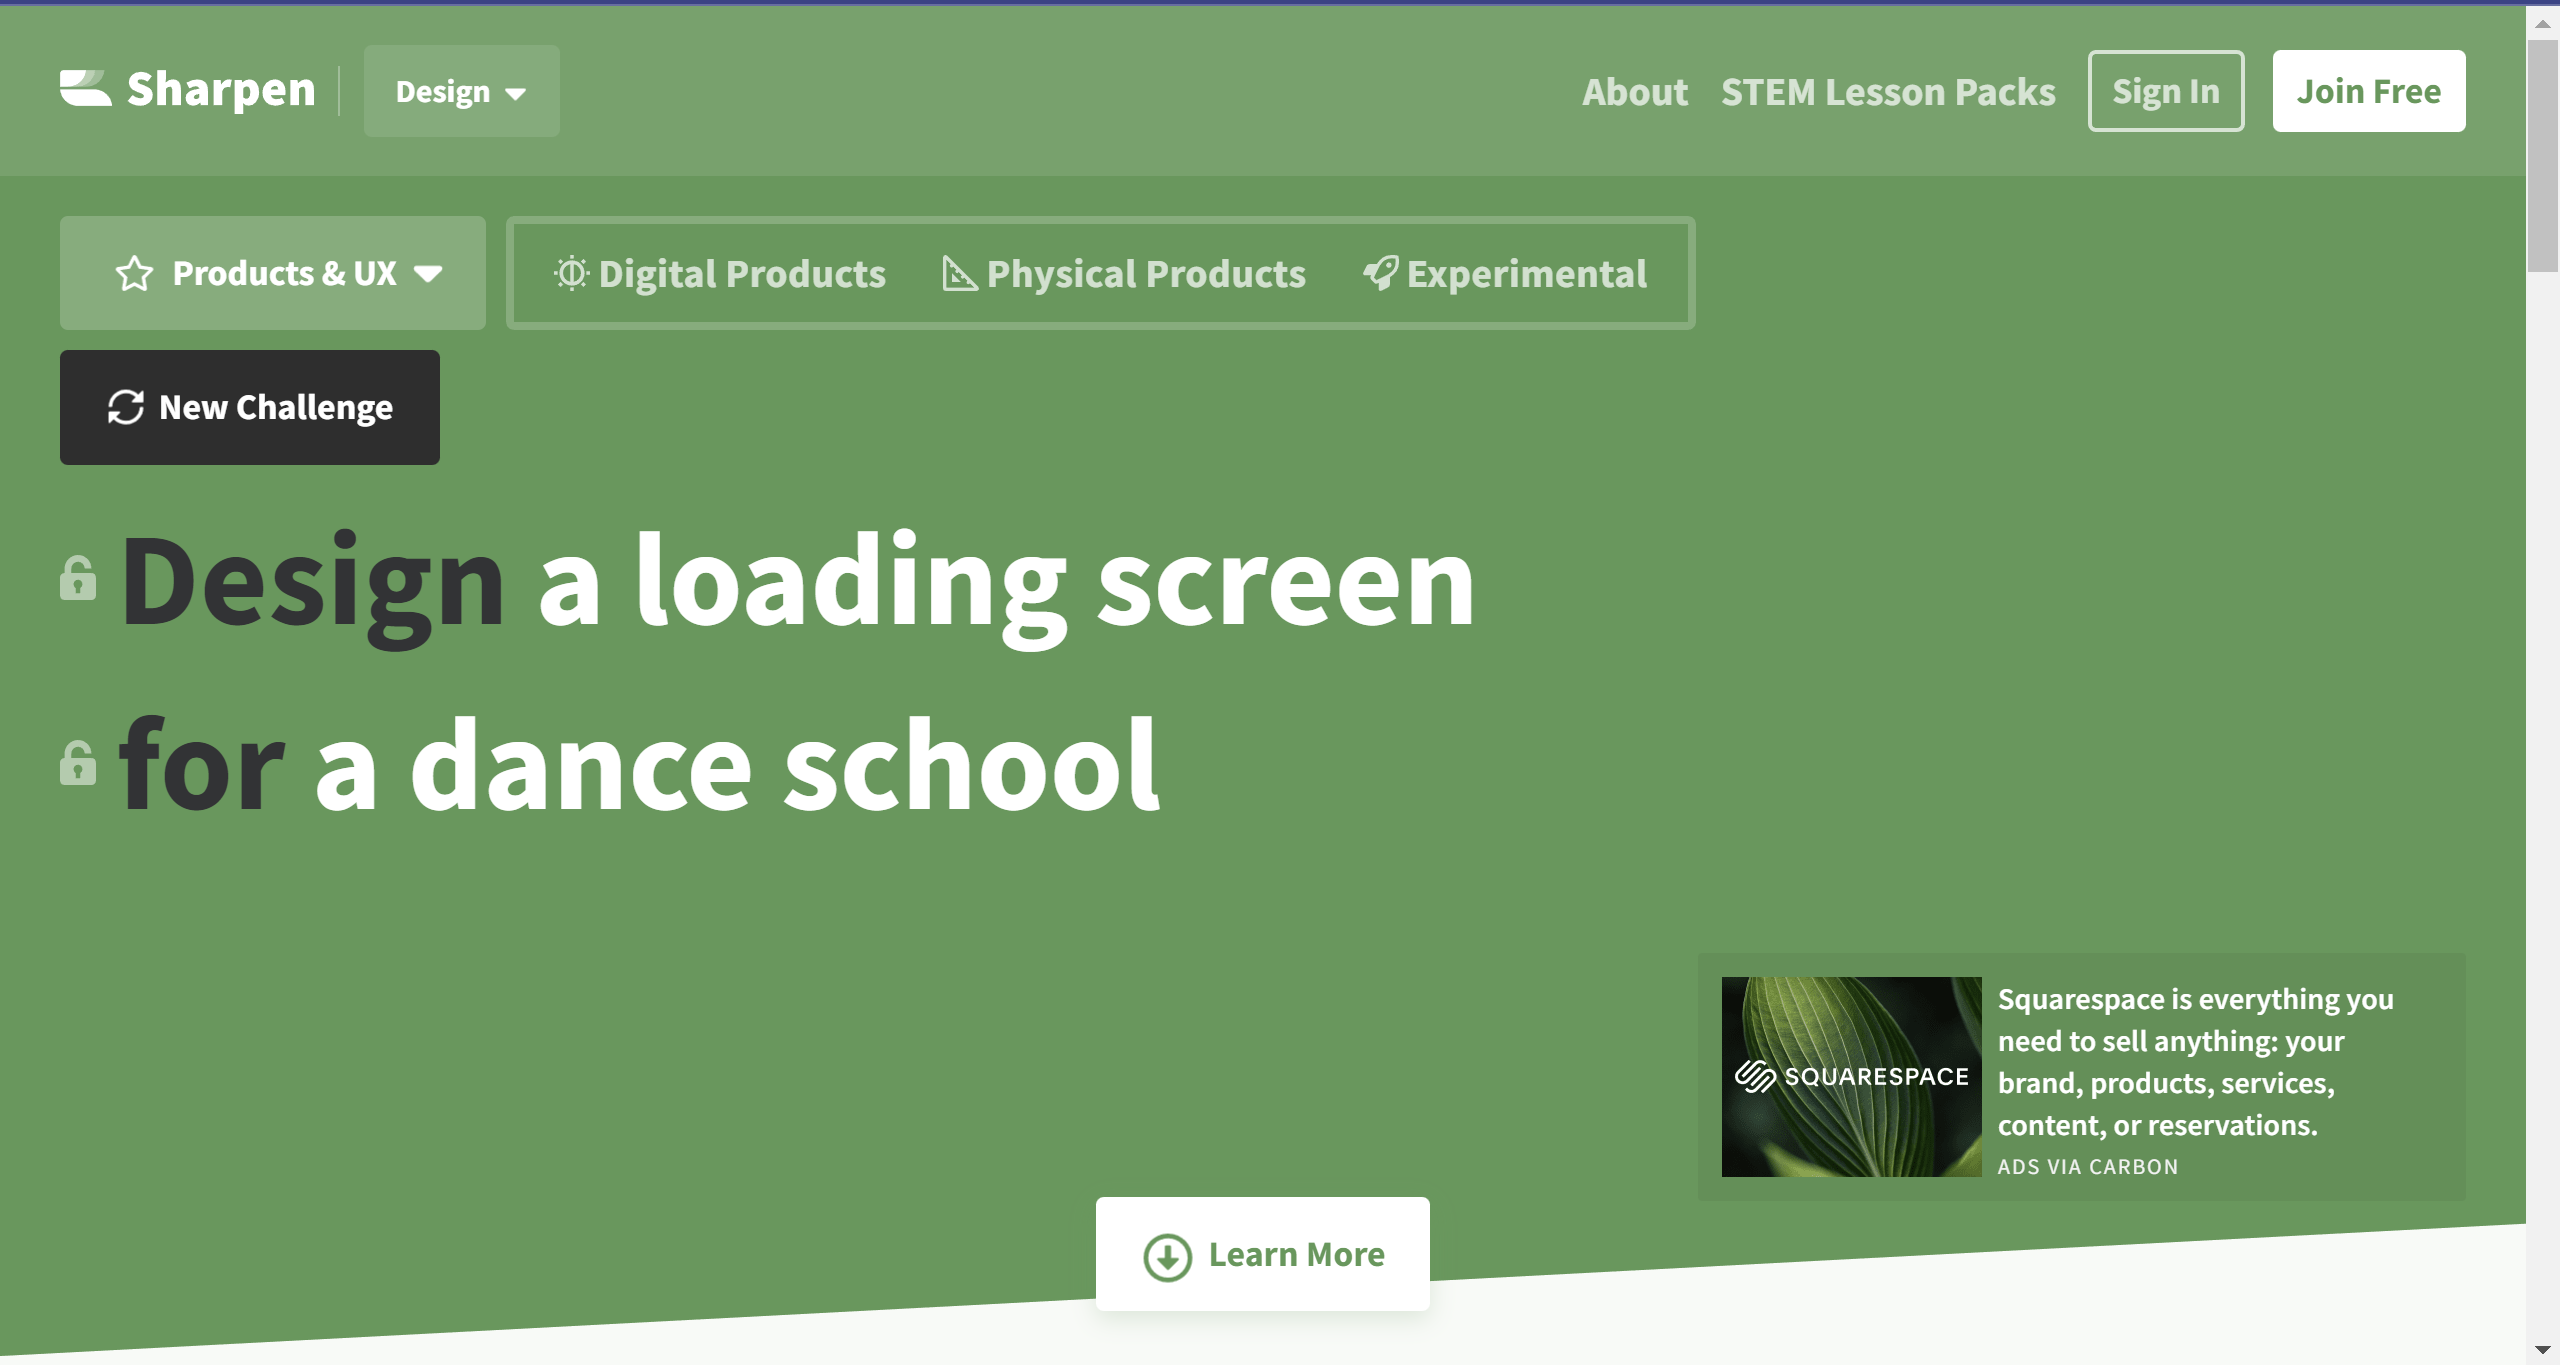 Sharpen
Design
About
STEM Lesson Packs
Sign In
Join Free
Products & UX
Digital Products
Physical Products
Experimental
New Challenge
Design a loading screen
for a dance school
SQUARESPACE
Squarespace is everything you
need to sell anything: your
brand, products, services,
content, or reservations.
ADS VIA CARBON
Learn More